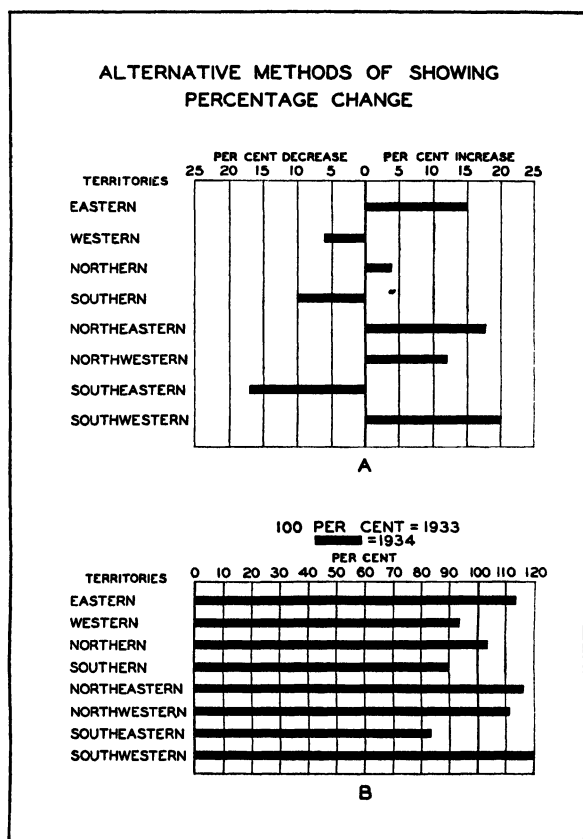 ALTERNATIVE METHODS OF SHOWING
PERCENTAGE CHANGE
PER CENT DECREASE PER CENT INCREASE
25 20 15 10 5 0 5 10 15 20 25
TERRITORIES
EASTERN
WESTERN
NORTHERN
SOUTHERN
NORTHEASTERN
NORTHWESTERN
SOUTHEASTERN
SOUTHWESTERN
A
100 PER CENT = 1933
=1934
PER CENT
0 10 20 30 40 50 60 70 80 90 100 110 120
TERRITORIES
EASTERN
WESTERN
NORTHERN
SOUTHERN
NORTHEASTERN
NORTHWESTERN
SOUTHEASTERN
SOUTHWESTERN
B